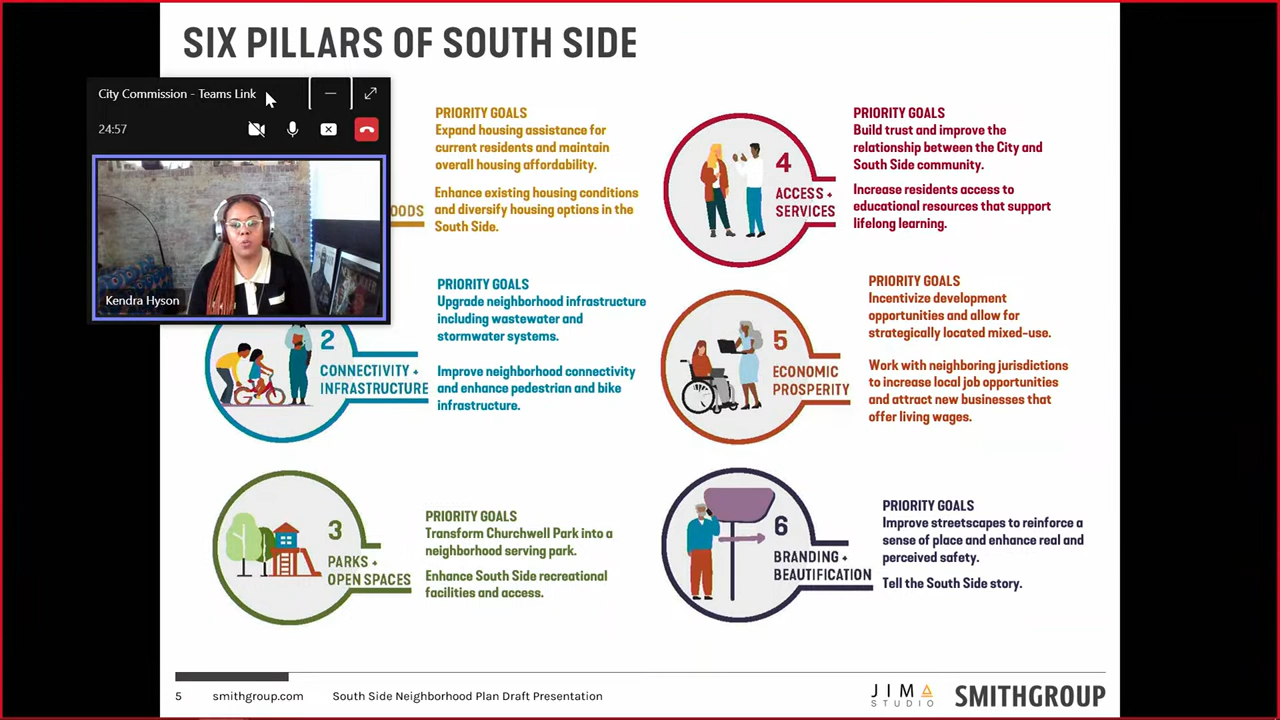 SIX PILLARS OF SOUTH SIDE
City Commission - Teams Link
24:57
Kendra Hyson
OODS
PRIORITY GOALS
Expand housing assistance for
current residents and maintain
overall housing affordability.
Enhance existing housing conditions
and diversify housing options in the
South Side.
2
CONNECTIVITY +
INFRASTRUCTURE
PRIORITY GOALS
Upgrade neighborhood infrastructure
including wastewater and
stormwater systems.
Improve neighborhood connectivity
and enhance pedestrian and bike
infrastructure.
3
PARKS +
OPEN SPACES
PRIORITY GOALS
Transform Churchwell Park into a
neighborhood serving park.
Enhance South Side recreational
facilities and access.
4
ACCESS +
SERVICES
PRIORITY GOALS
Build trust and improve the
relationship between the City and
South Side community.
Increase residents access to
educational resources that support
lifelong learning.
5
ECONOMIC
PROSPERITY
PRIORITY GOALS
Incentivize development
opportunities and allow for
strategically located mixed-use.
Work with neighboring jurisdictions
to increase local job opportunities
and attract new businesses that
offer living wages.
6
BRANDING +
BEAUTIFICATION
PRIORITY GOALS
Improve streetscapes to reinforce a
sense of place and enhance real and
perceived safety.
Tell the South Side story.
5 smithgroup.com South Side Neighborhood Plan Draft Presentation
JIMA
STUDIO
SMITHGROUP